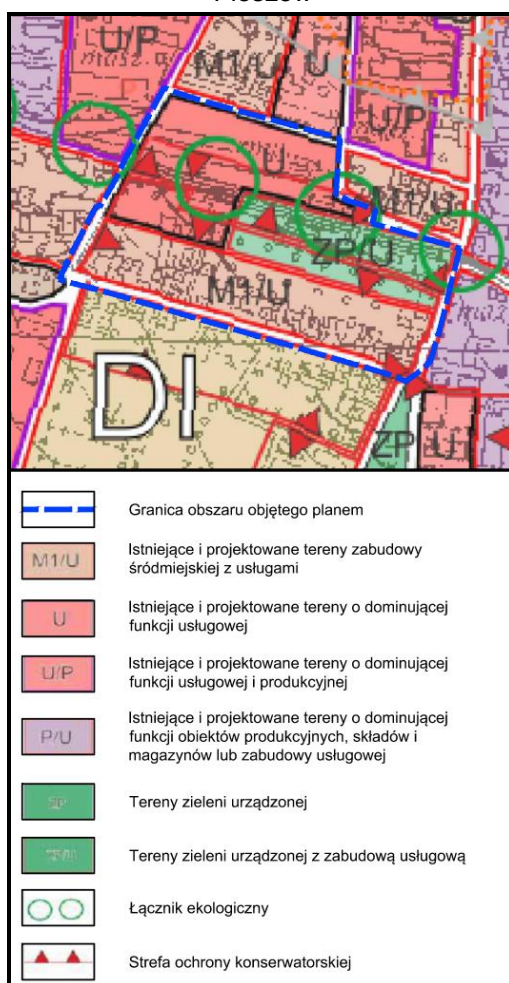 U/P
M1/U
U
U/P
U
M1/U
ZP/U
M1/U
DI
ZP
U
Granica obszaru objętego planem
M1/U
Istniejące i projektowane tereny zabudowy
śródmiejskiej z usługami
U
Istniejące i projektowane tereny o dominującej
funkcji usługowej
U/P
Istniejące i projektowane tereny o dominującej
funkcji usługowej i produkcyjnej
P/U
Istniejące i projektowane tereny o dominującej
funkcji obiektów produkcyjnych, składów i
magazynów lub zabudowy usługowej
ZP
Tereny zieleni urządzonej
Tereny zieleni urządzonej z zabudową usługową
Łącznik ekologiczny
Strefa ochrony konserwatorskiej